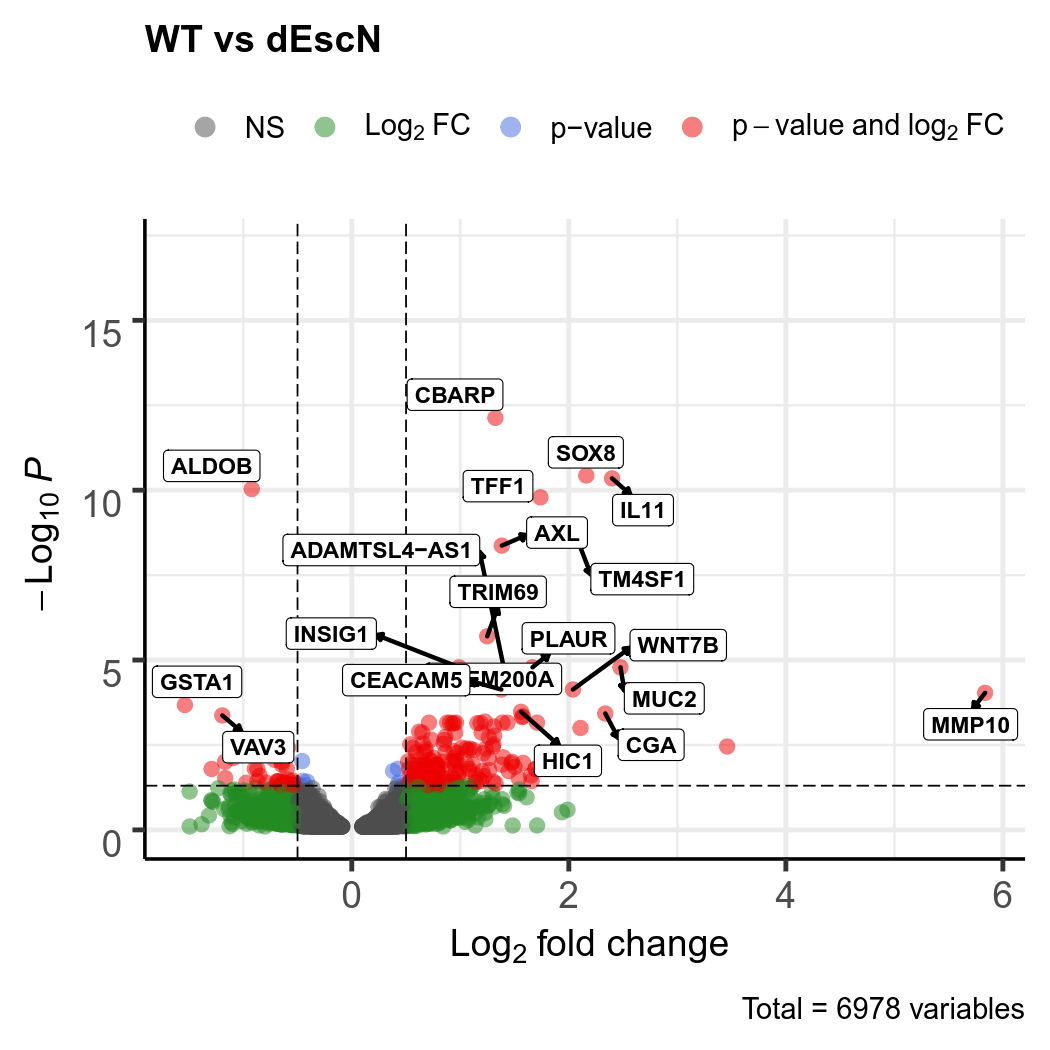 WT vs dEscN
NS
Log2 FC
p−value
p − value and log2 FC
−Log10 P
15
10
5
0
CBARP
ALDOB
SOX8
TFF1
IL11
AXL
ADAMTSL4−AS1
TM4SF1
TRIM69
INSIG1
PLAUR
WNT7B
GSTA1
CEACAM5
EM200A
MUC2
MMP10
VAV3
CGA
HIC1
0 2 4 6
Log2 fold change
Total = 6978 variables